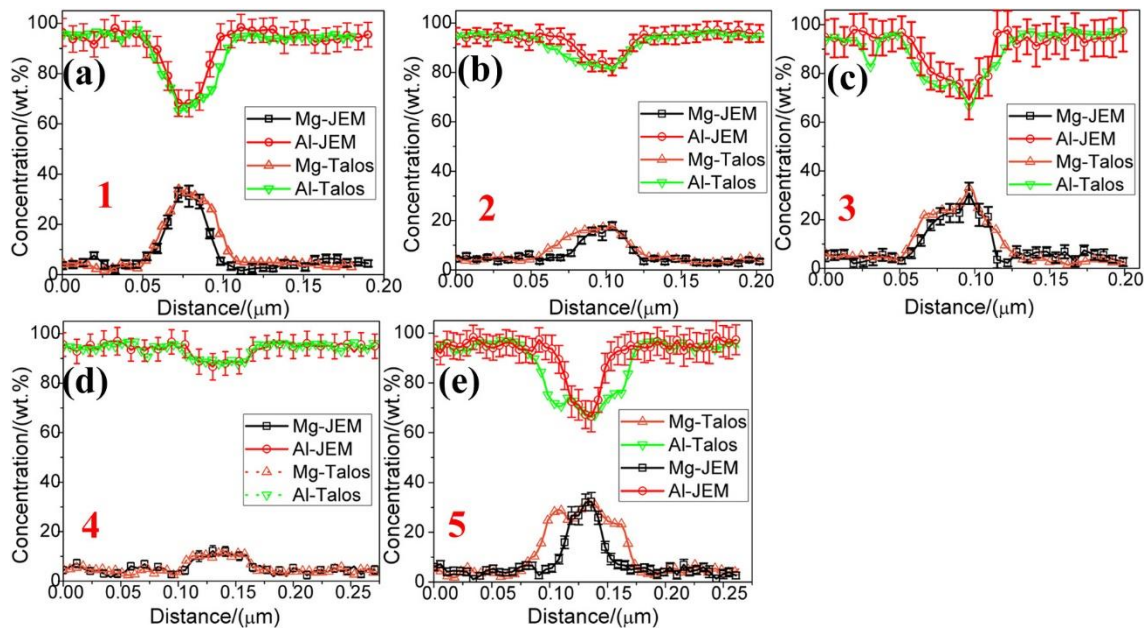 (a)
1
Concentration/(wt.%)
100
80
60
40
20
0
Mg-JEM
Al-JEM
Mg-Talos
Al-Talos
0.00 0.05 0.10 0.15 0.20
Distance/(μm)
(b)
2
Concentration/(wt.%)
100
80
60
40
20
0
Mg-JEM
Al-JEM
Mg-Talos
Al-Talos
0.00 0.05 0.10 0.15 0.20
Distance/(μm)
(c)
3
Concentration/(wt.%)
100
80
60
40
20
0
Mg-JEM
Al-JEM
Mg-Talos
Al-Talos
0.00 0.05 0.10 0.15 0.20
Distance/(μm)
(d)
4
Concentration/(wt.%)
100
80
60
40
20
0
Mg-JEM
Al-JEM
Mg-Talos
Al-Talos
0.00 0.05 0.10 0.15 0.20 0.25
Distance/(μm)
(e)
5
Concentration/(wt.%)
100
80
60
40
20
0
Mg-Talos
Al-Talos
Mg-JEM
Al-JEM
0.00 0.05 0.10 0.15 0.20 0.25
Distance/(μm)